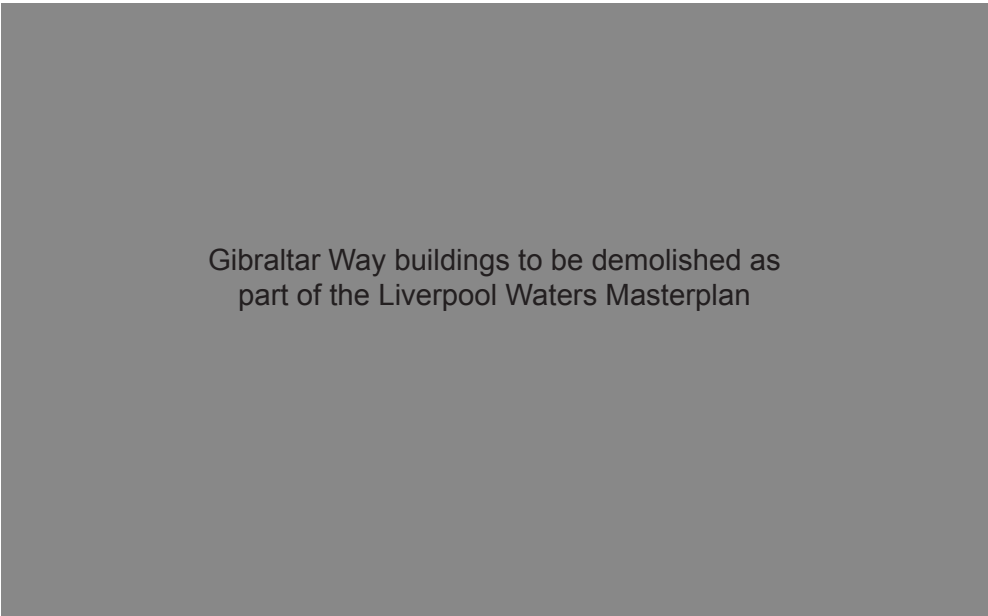 Gibraltar Way buildings to be demolished as
part of the Liverpool Waters Masterplan